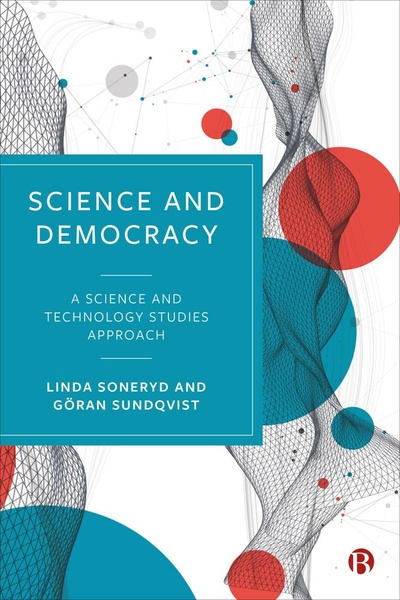 SCIENCE AND
DEMOCRACY
A SCIENCE AND
TECHNOLOGY STUDIES
APPROACH
LINDA SONERYD AND
GÖRAN SUNDQVIST
B